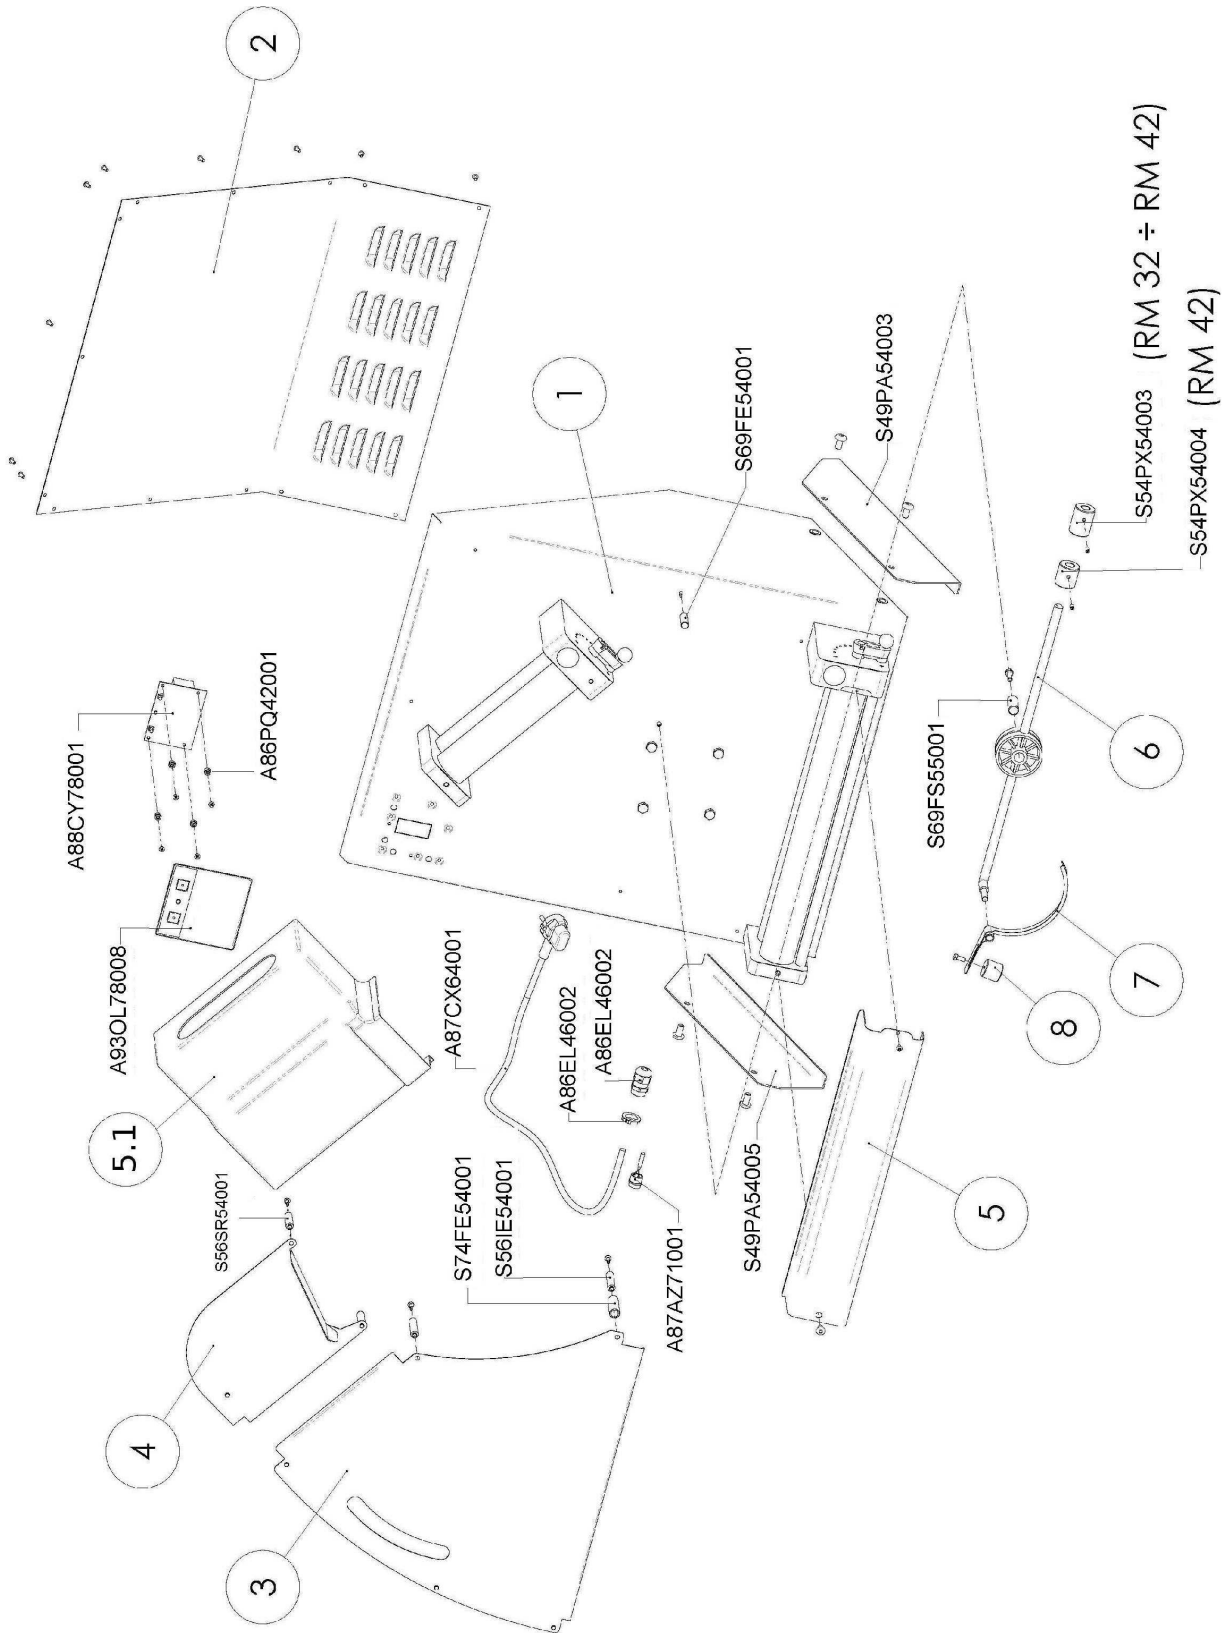 2
1
S69FE54001
S49PA54003
S54PX54003 (RM 32 ÷ RM 42)
S54PX54004 (RM 42)
A88CY78001
A86PQ42001
S69FS55001
6
A93OL78008
5.1
A87CX64001
A86EL46002
A86EL46002
7
8
S56SR54001
S74FE54001
S56IE54001
A87AZ71001
S49PA54005
5
4
3